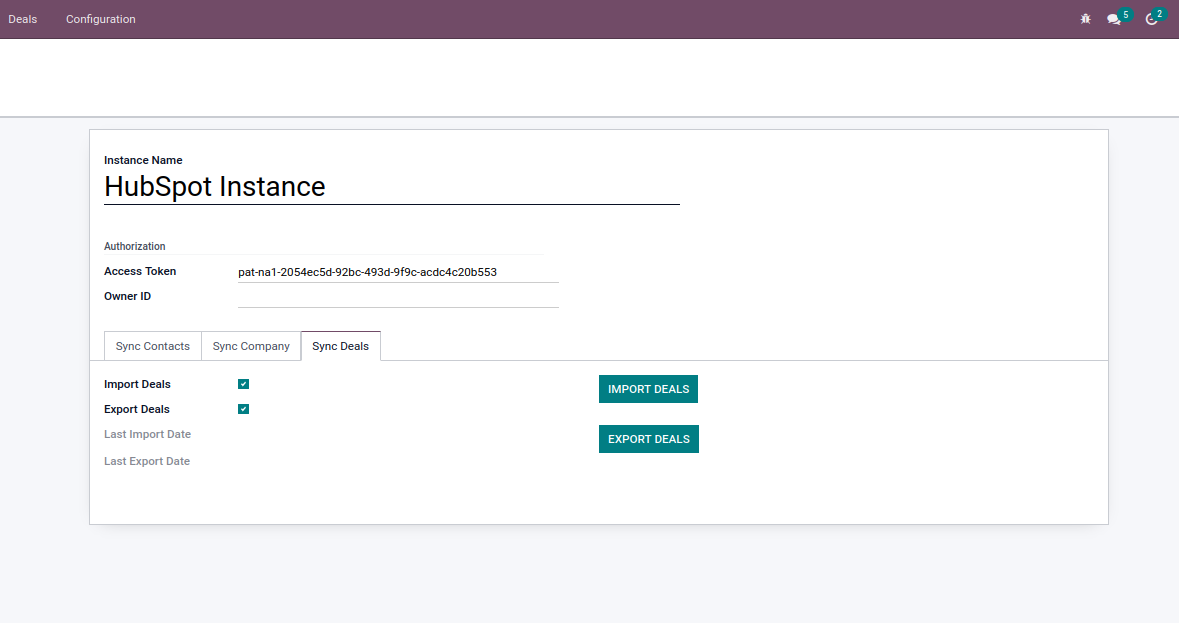 Deals Configuration 5 2
Instance Name
HubSpot Instance
Authorization
Access Token pat-na1-2054ec5d-92bc-493d-9f9c-acdc4c20b553
Owner ID
Sync Contacts Sync Company Sync Deals
Import Deals IMPORT DEALS
Export Deals
Last Import Date EXPORT DEALS
Last Export Date